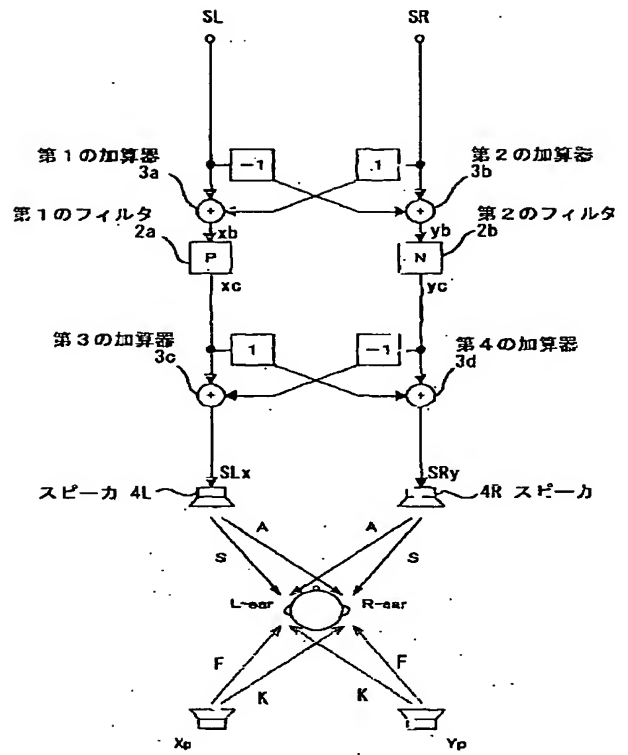 SL
SR
第1の加算器
3a
-1
1
第2の加算器
3b
+
+
第1のフィルタ
2a
xb
yb
第2のフィルタ
2b
P
N
xc
yc
第3の加算器
3c
1
-1
第4の加算器
3d
+
+
SLx
SRy
スピーカ 4L
4R スピーカ
A
A
S
S
L-ear
R-ear
F
F
K
K
Xp
Yp